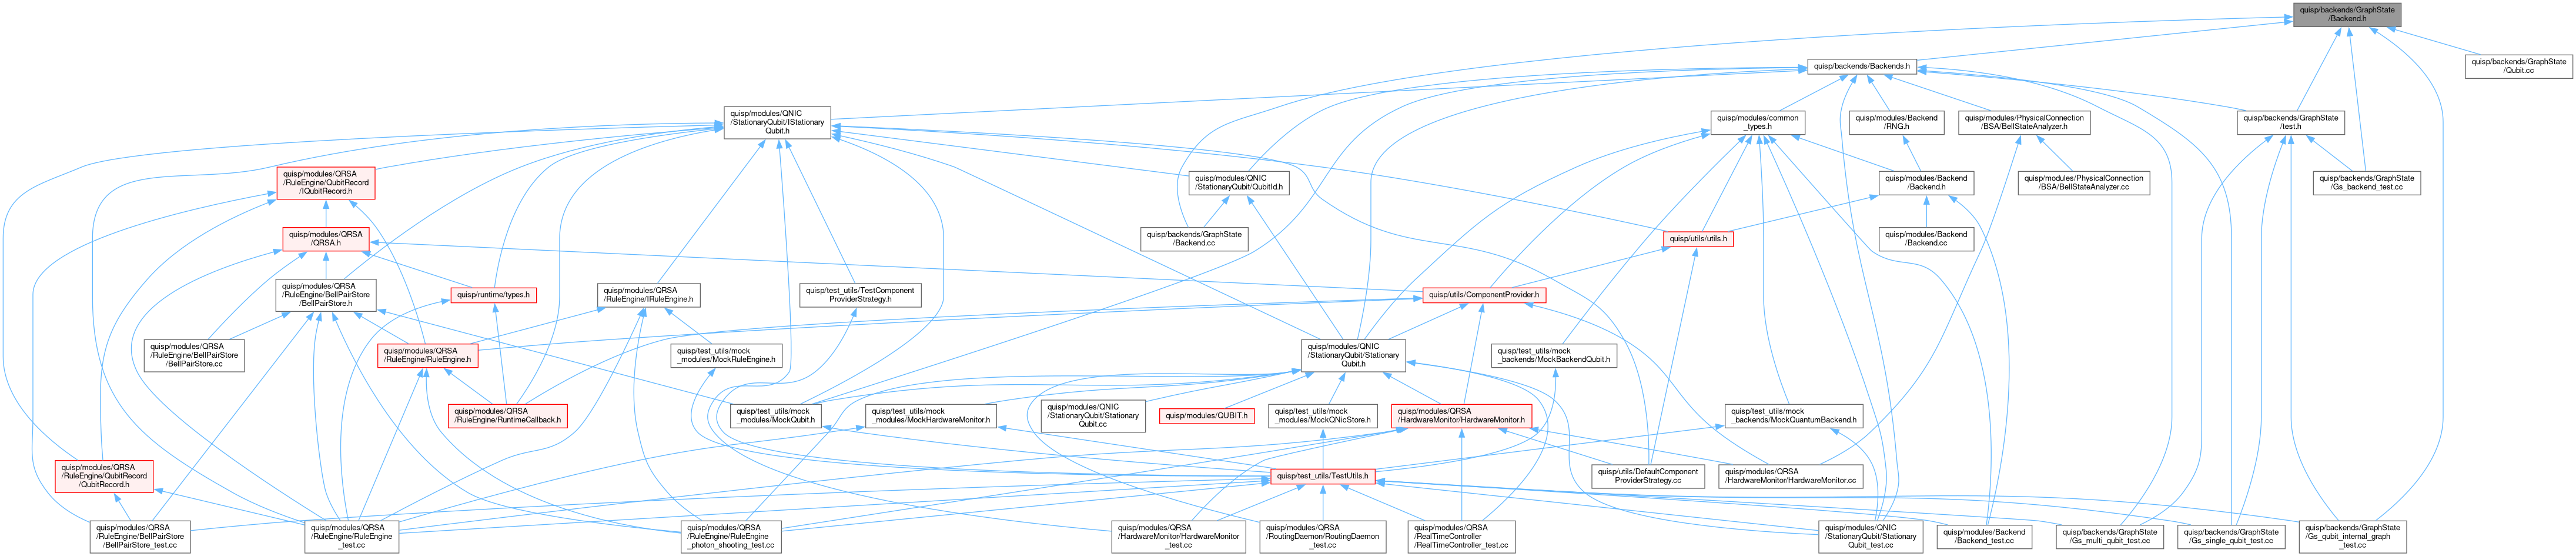 quisp/backends/GraphState
/Backend.h
quisp/backends/Backends.h
quisp/backends/GraphState
/Qubit.cc
quisp/modules/QNIC
/StationaryQubit/IStationary
Qubit.h
quisp/modules/common
_types.h
quisp/modules/Backend
/RNG.h
quisp/modules/PhysicalConnection
/BSA/BellStateAnalyzer.h
quisp/backends/GraphState
/test.h
quisp/modules/QRSA
/RuleEngine/QubitRecord
/IQubitRecord.h
quisp/modules/QNIC
/StationaryQubit/QubitId.h
quisp/modules/Backend
/Backend.h
quisp/modules/PhysicalConnection
/BSA/BellStateAnalyzer.cc
quisp/backends/GraphState
/Gs_backend_test.cc
quisp/modules/QRSA
/QRSA.h
quisp/backends/GraphState
/Backend.cc
quisp/utils/utils.h
quisp/modules/Backend
/Backend.cc
quisp/modules/QRSA
/RuleEngine/BellPairStore
/BellPairStore.h
quisp/runtime/types.h
quisp/modules/QRSA
/RuleEngine/IRuleEngine.h
quisp/test_utils/TestComponent
ProviderStrategy.h
quisp/utils/ComponentProvider.h
quisp/modules/QRSA
/RuleEngine/BellPairStore
/BellPairStore.cc
quisp/modules/QRSA
/RuleEngine/RuleEngine.h
quisp/test_utils/mock
_modules/MockRuleEngine.h
quisp/modules/QNIC
/StationaryQubit/Stationary
Qubit.h
quisp/test_utils/mock
_backends/MockBackendQubit.h
quisp/modules/QRSA
/RuleEngine/RuntimeCallback.h
quisp/test_utils/mock
_modules/MockQubit.h
quisp/test_utils/mock
_modules/MockHardwareMonitor.h
quisp/modules/QNIC
/StationaryQubit/Stationary
Qubit.cc
quisp/modules/QUBIT.h
quisp/test_utils/mock
_modules/MockQNicStore.h
quisp/modules/QRSA
/HardwareMonitor/HardwareMonitor.h
quisp/test_utils/mock
_backends/MockQuantumBackend.h
quisp/modules/QRSA
/RuleEngine/QubitRecord
/QubitRecord.h
quisp/test_utils/TestUtils.h
quisp/utils/DefaultComponent
ProviderStrategy.cc
quisp/modules/QRSA
/HardwareMonitor/HardwareMonitor.cc
quisp/modules/QRSA
/RuleEngine/BellPairStore
/BellPairStore_test.cc
quisp/modules/QRSA
/RuleEngine/RuleEngine
_test.cc
quisp/modules/QRSA
/RuleEngine/RuleEngine
_photon_shooting_test.cc
quisp/modules/QRSA
/HardwareMonitor/HardwareMonitor
_test.cc
quisp/modules/QRSA
/RoutingDaemon/RoutingDaemon
_test.cc
quisp/modules/QRSA
/RealTimeController
/RealTimeController_test.cc
quisp/modules/QNIC
/StationaryQubit/Stationary
Qubit_test.cc
quisp/modules/Backend
/Backend_test.cc
quisp/backends/GraphState
/Gs_multi_qubit_test.cc
quisp/backends/GraphState
/Gs_single_qubit_test.cc
quisp/backends/GraphState
/Gs_qubit_internal_graph
_test.cc